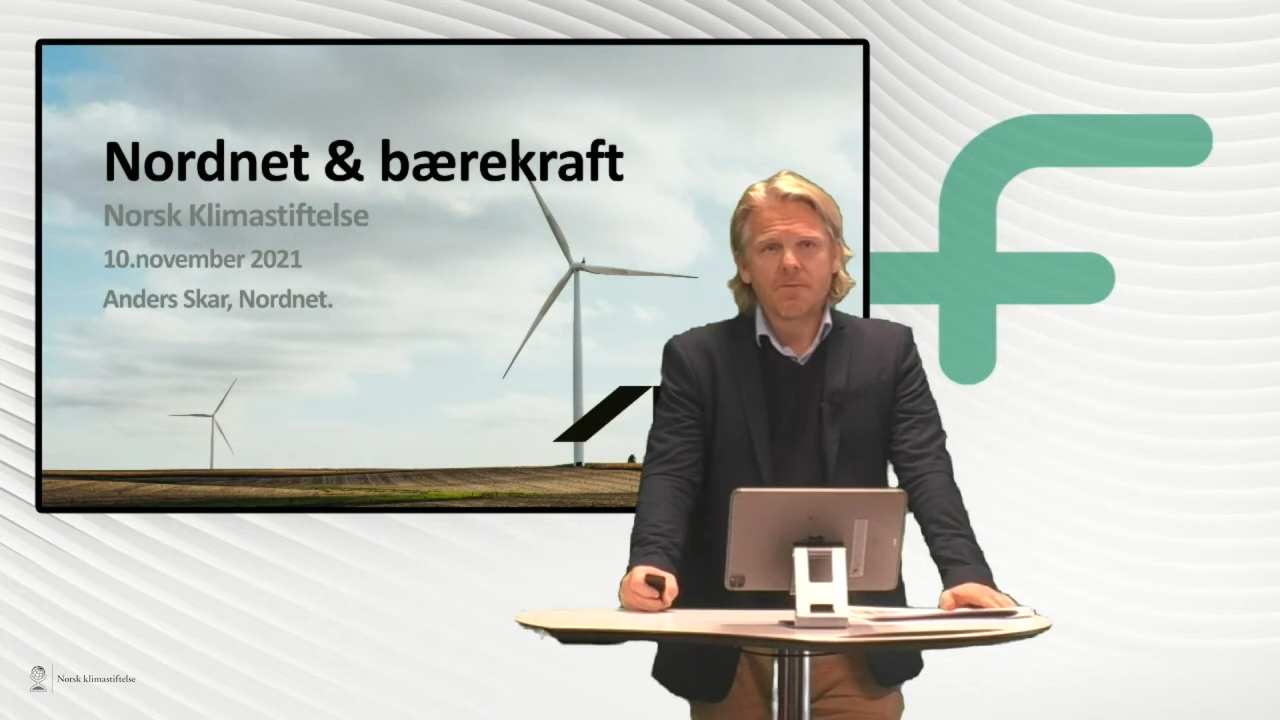 Nordnet & bærekraft
Norsk Klimastiftelse
10.november 2021
Anders Skar, Nordnet.
Norsk klimastiftelse